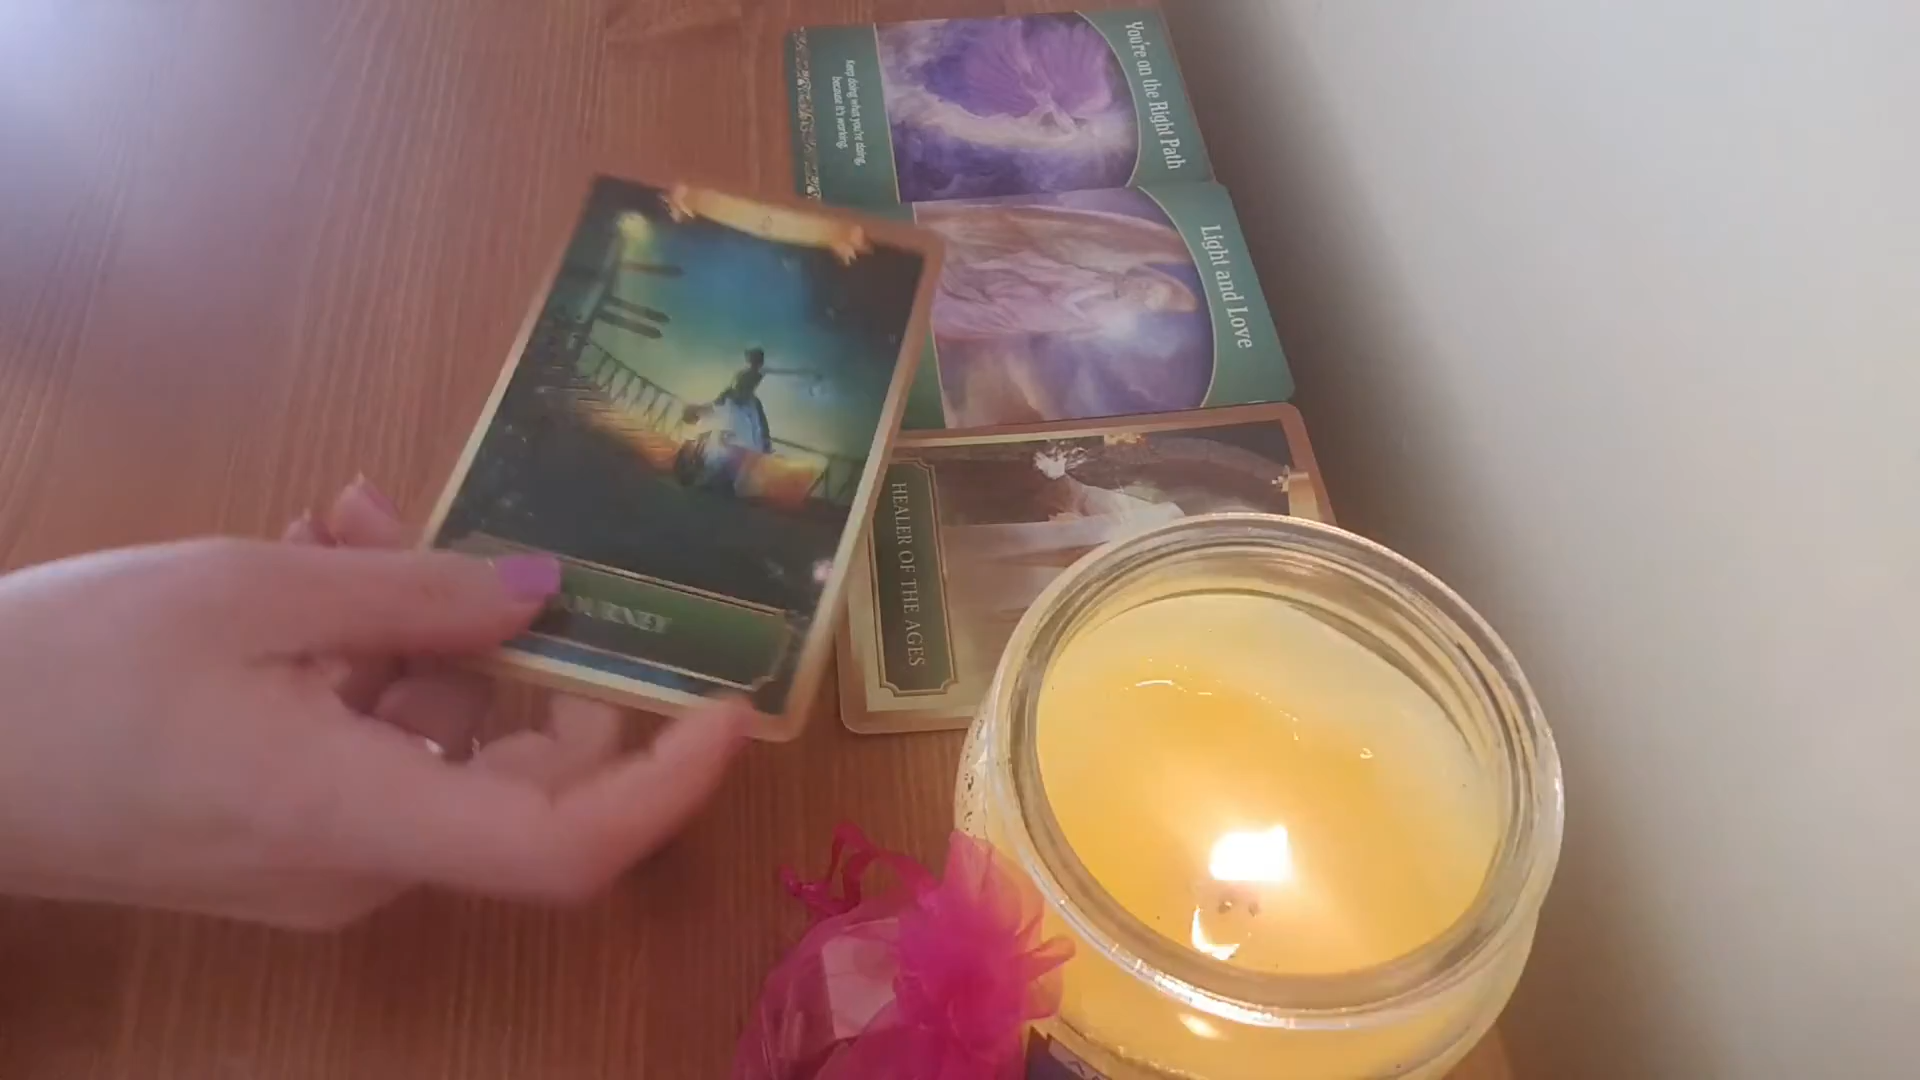 You're on the Right Path
Keep doing what you're doing,
because it's working.
Light and Love
HEALER OF THE AGES
JOURNEY